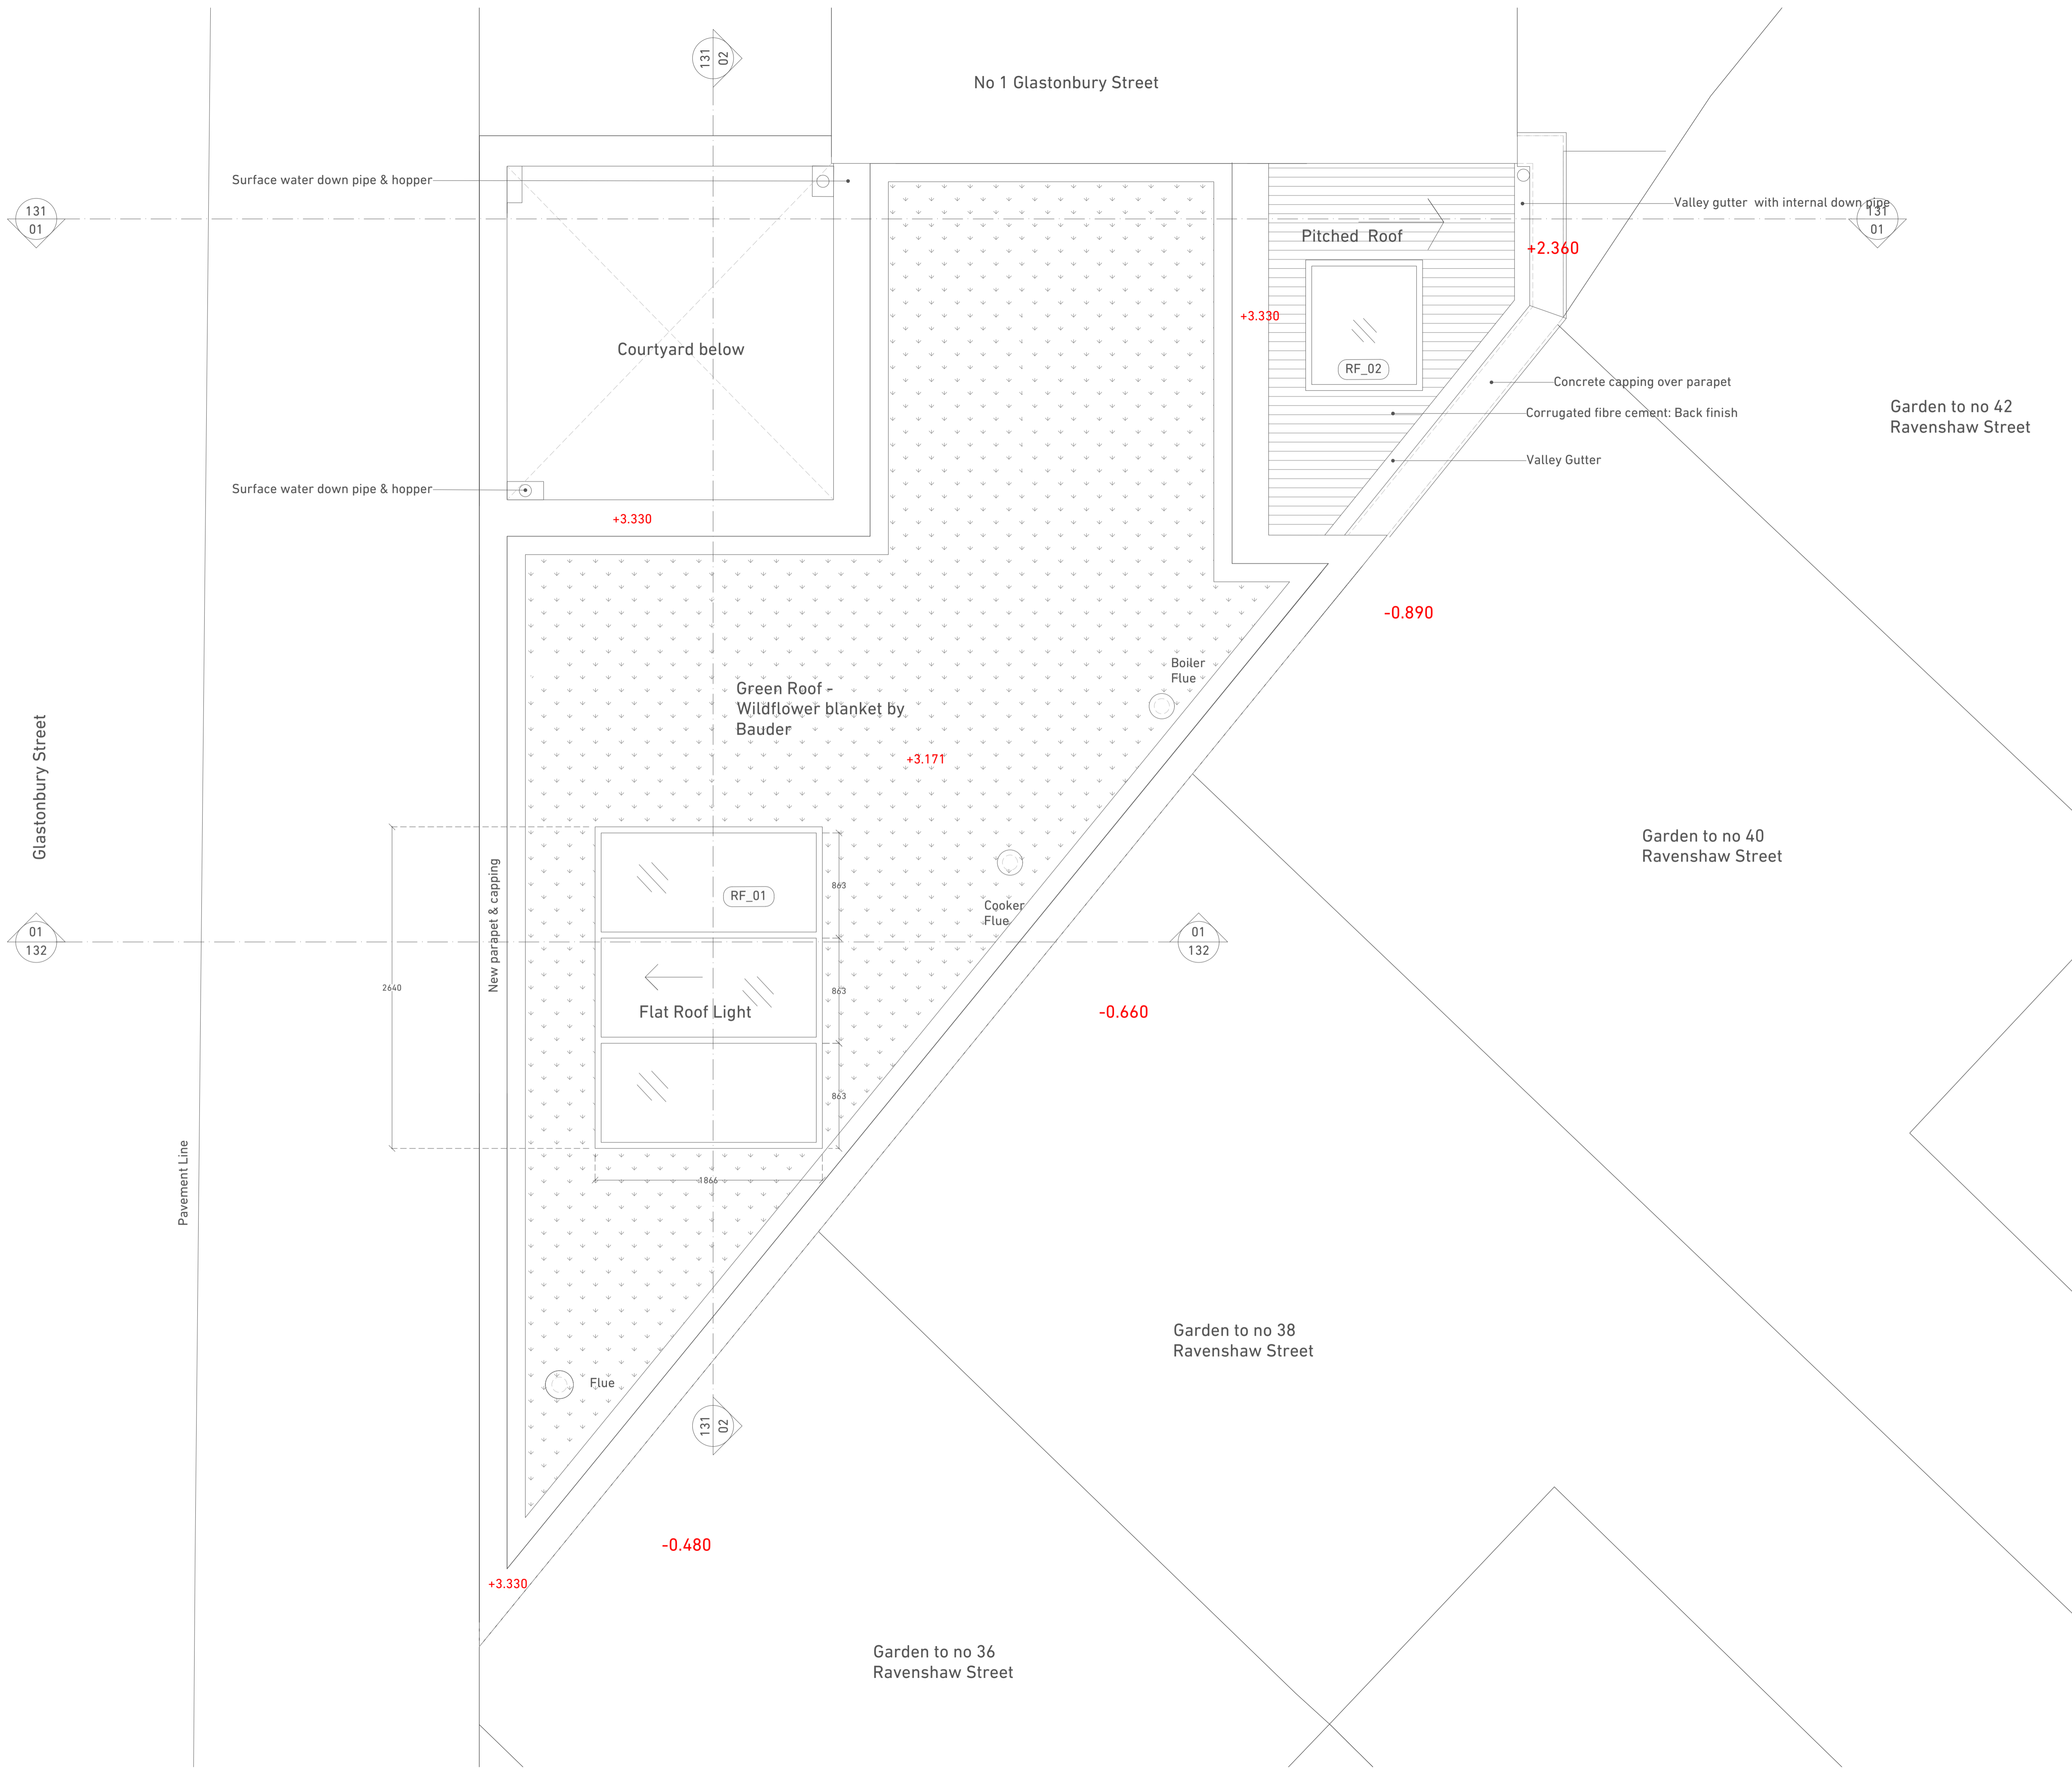 131
02
No 1 Glastonbury Street
Surface water down pipe & hopper
131
01
Valley gutter  with internal down pipe
131
01
Pitched  Roof
+2.360
+3.330
Courtyard below
RF_02
Concrete capping over parapet
Corrugated fibre cement: Back finish
Garden to no 42
Ravenshaw Street
Valley Gutter
Surface water down pipe & hopper
+3.330
-0.890
Boiler
Flue
Green Roof -
Wildflower blanket by
Bauder
+3.171
Glastonbury Street
Garden to no 40
Ravenshaw Street
863
RF_01
Cooker
Flue
New parapet & capping
01
132
01
132
2640
863
Flat Roof Light
-0.660
863
Pavement Line
1866
Garden to no 38
Ravenshaw Street
Flue
131
02
-0.480
+3.330
Garden to no 36
Ravenshaw Street